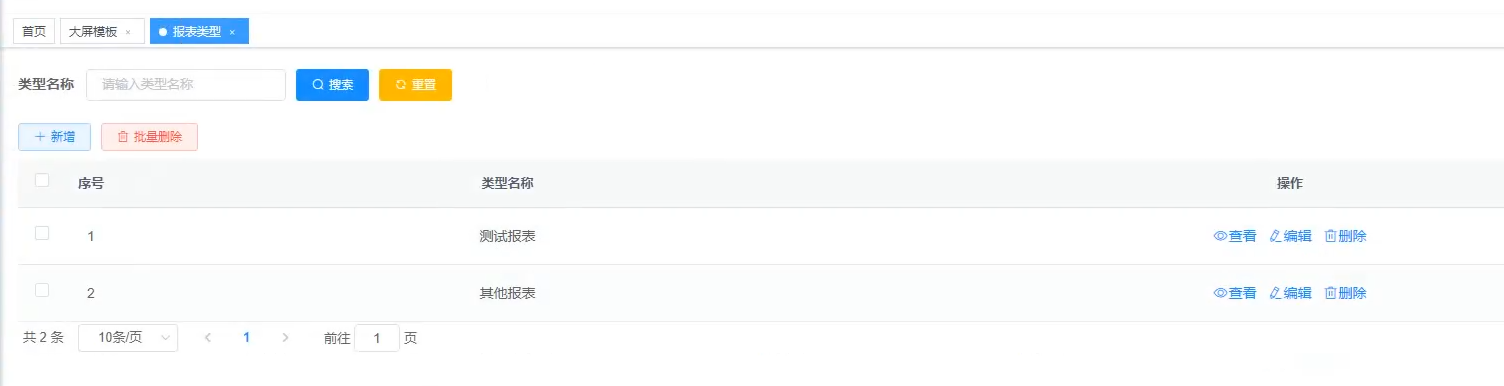 首页 大屏模板 × 报表类型 ×
类型名称 请输入类型名称 搜索 重置
新增 批量删除
序号 类型名称 操作
1 测试报表 查看 编辑 删除
2 其他报表 查看 编辑 删除
共 2 条 10条/页 1 前往 1 页